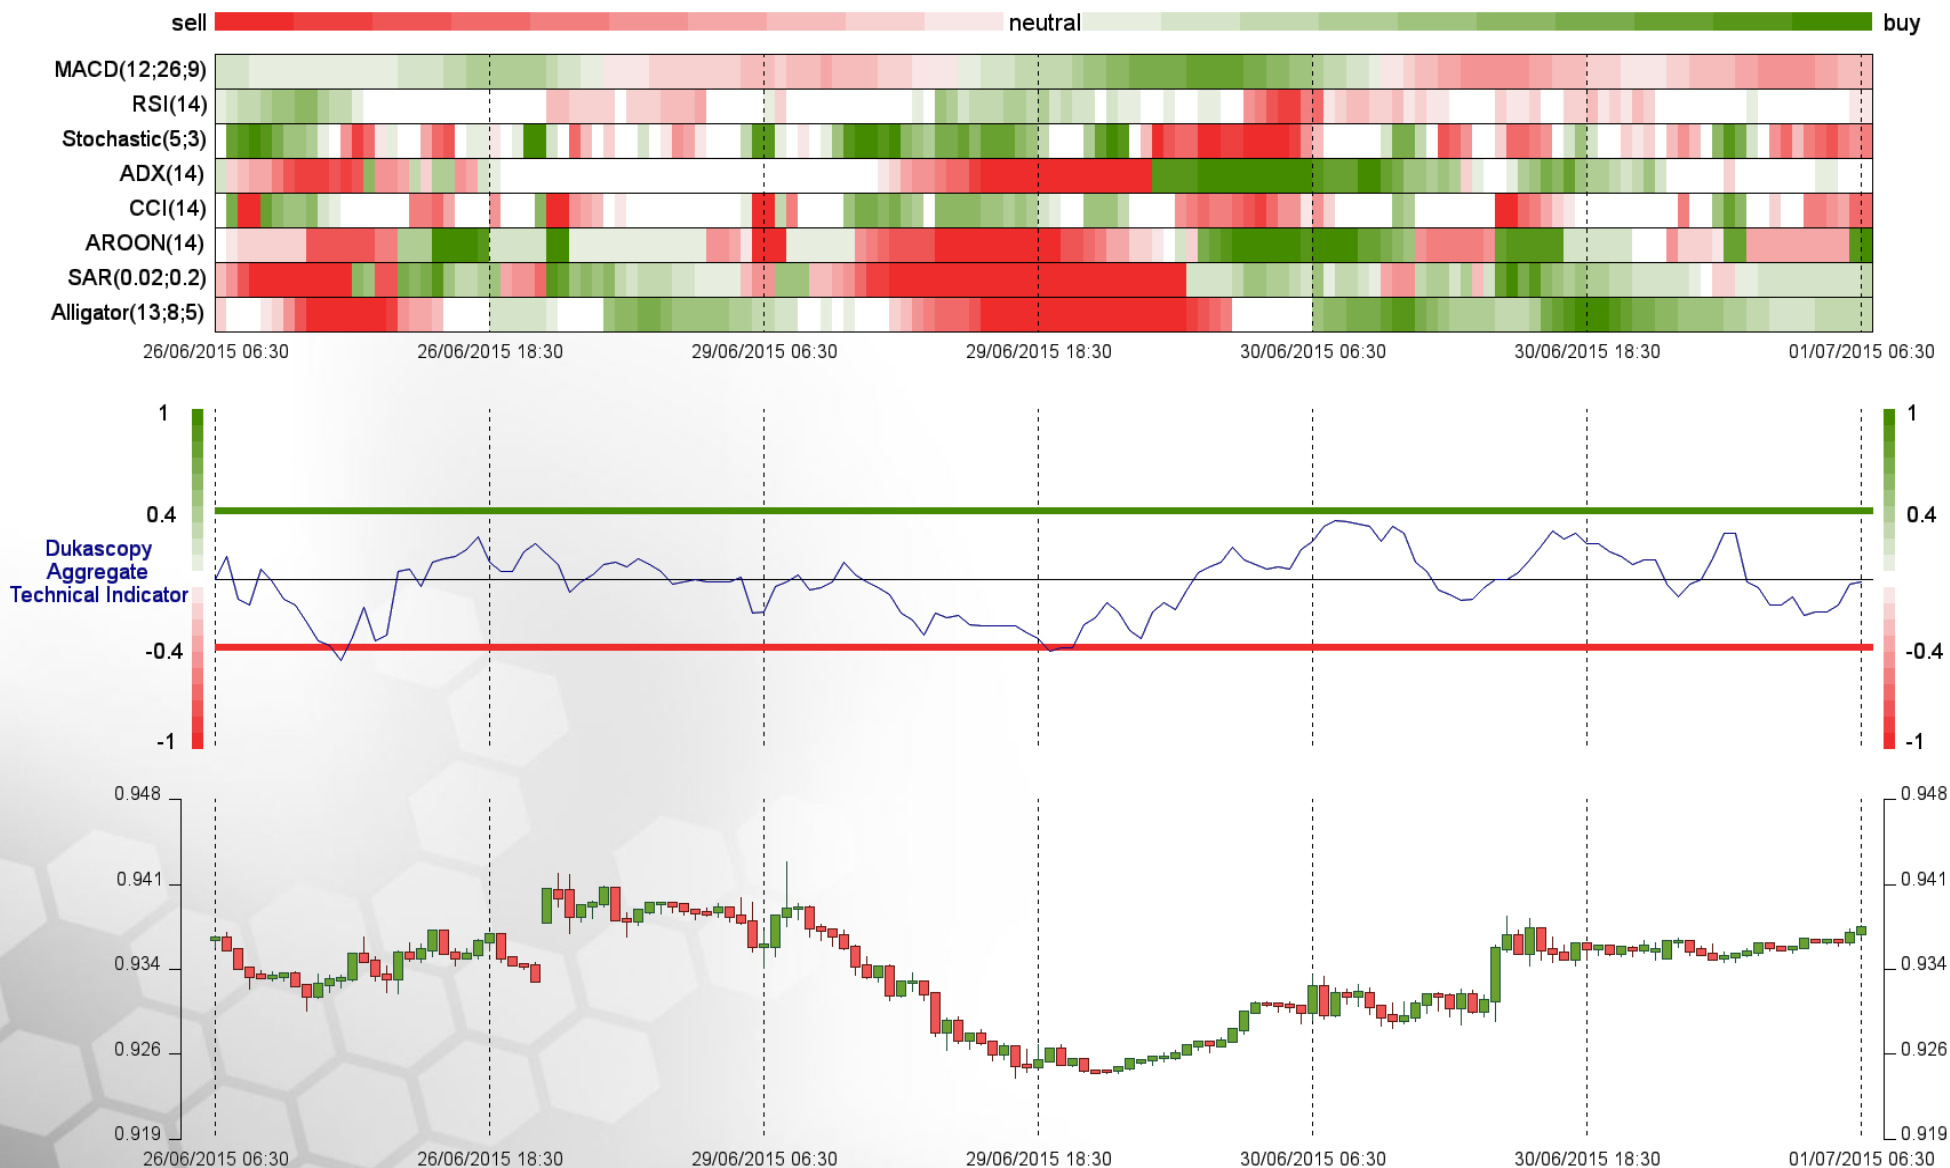 sell neutral buy
MACD(12;26;9)
RSI(14)
Stochastic(5;3)
ADX(14)
CCI(14)
AROON(14)
SAR(0.02;0.2)
Alligator(13;8;5)
26/06/2015 06:30 26/06/2015 18:30 29/06/2015 06:30 29/06/2015 18:30 30/06/2015 06:30 30/06/2015 18:30 01/07/2015 06:30
1 1
0.4 0.4
Dukascopy
Aggregate
Technical Indicator
-0.4 -0.4
-1 -1
0.948 0.948
0.941 0.941
0.934 0.934
0.926 0.926
0.919 0.919
26/06/2015 06:30 26/06/2015 18:30 29/06/2015 06:30 29/06/2015 18:30 30/06/2015 06:30 30/06/2015 18:30 01/07/2015 06:30